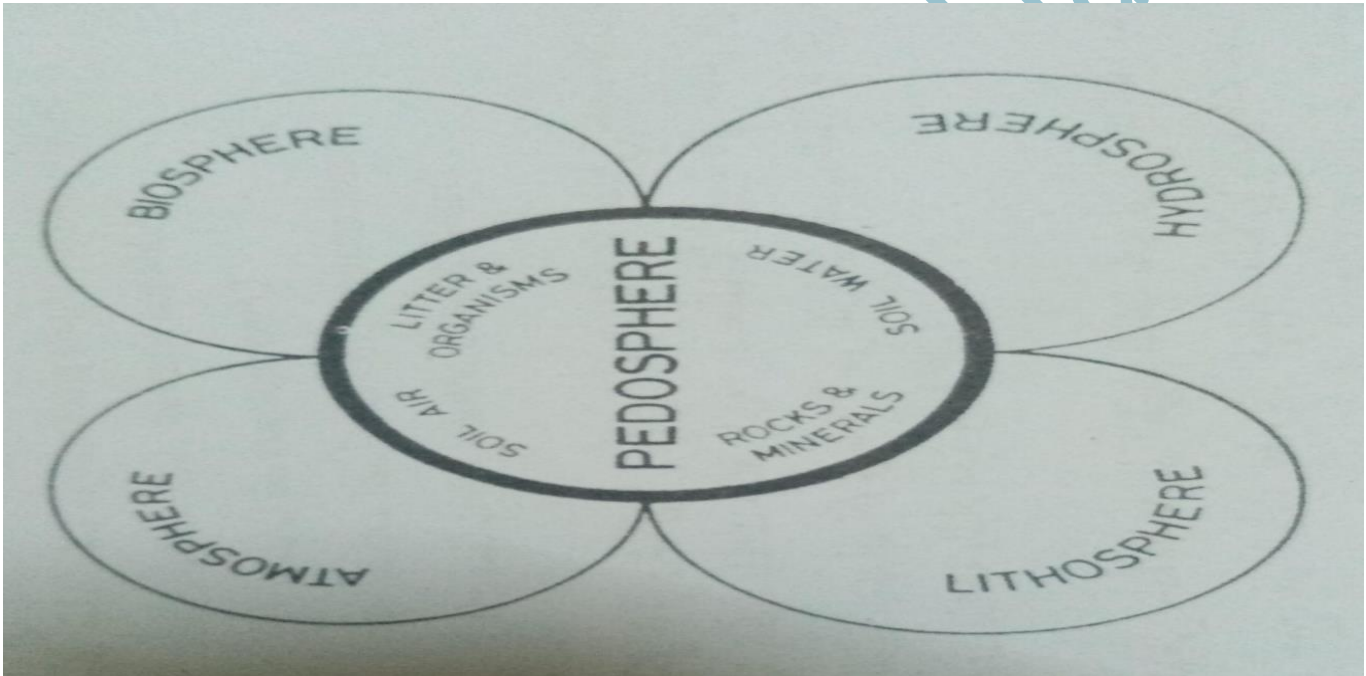 BIOSPHERE
HYDROSPHERE
LITTER &
ORGANISMS
SOIL WATER
PEDOSPHERE
SOIL AIR
ROCKS &
MINERALS
ATMOSPHERE
LITHOSPHERE